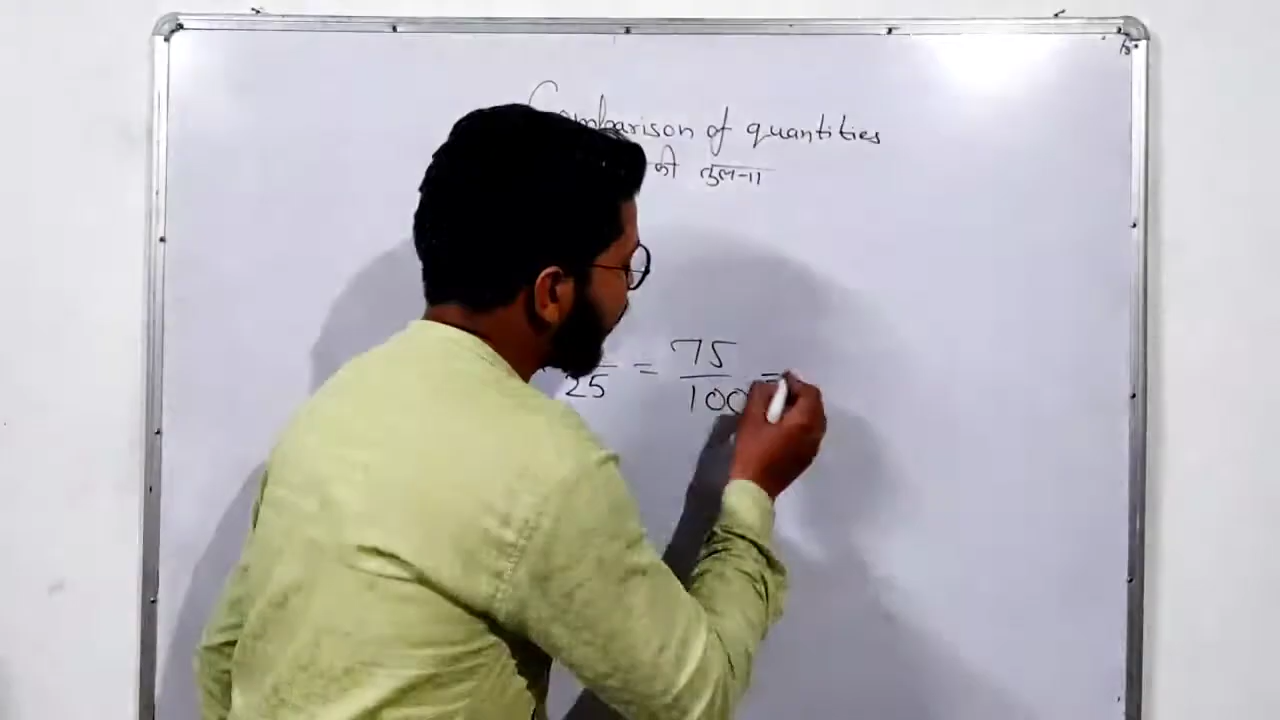 Comparison of quantities
की तुलना
25 = 75/100 =